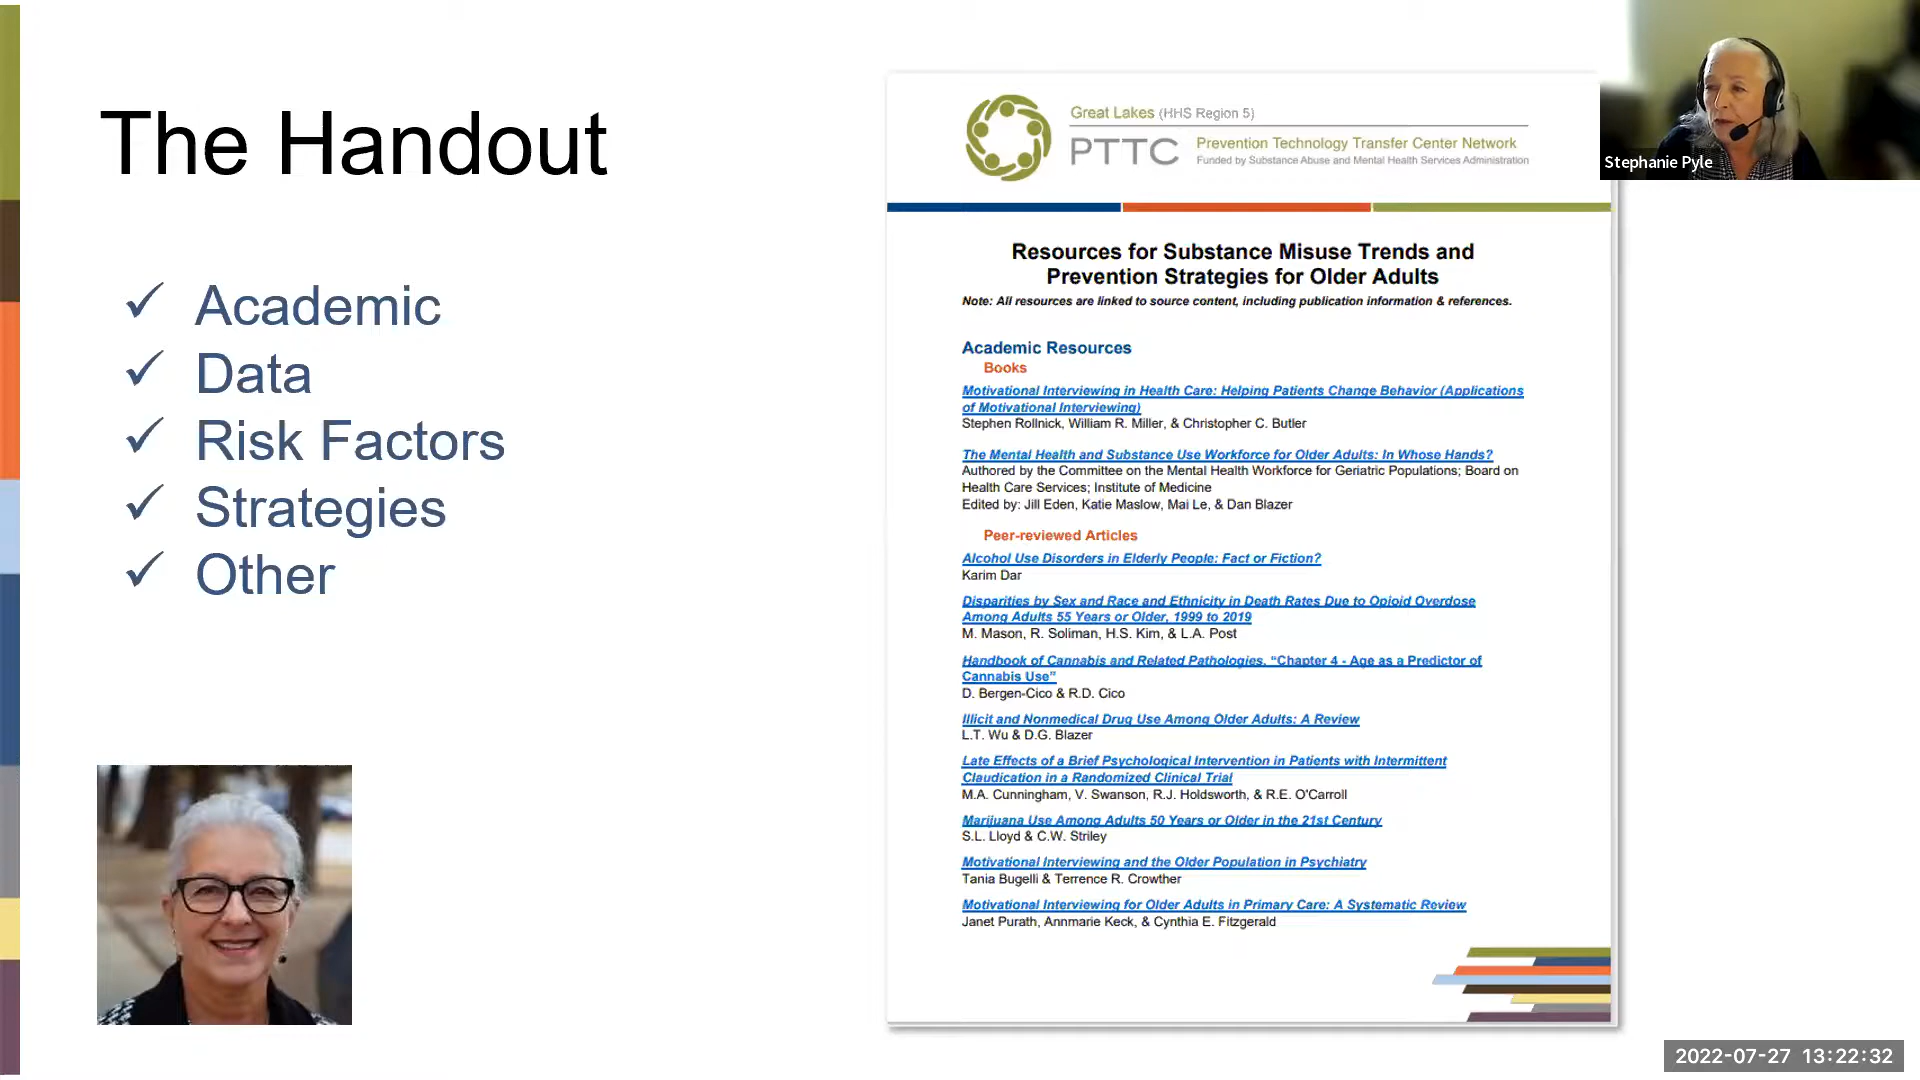 The Handout
✓ Academic
✓ Data
✓ Risk Factors
✓ Strategies
✓ Other
Great Lakes (HHS Region 5)
PTTC
Prevention Technology Transfer Center Network
Funded by Substance Abuse and Mental Health Services Administration
Resources for Substance Misuse Trends and
Prevention Strategies for Older Adults
Note: All resources are linked to source content, including publication information & references.
Academic Resources
Books
Motivational Interviewing in Health Care: Helping Patients Change Behavior (Applications
of Motivational Interviewing)
Stephen Rollnick, William R. Miller, & Christopher C. Butler
The Mental Health and Substance Use Workforce for Older Adults: In Whose Hands?
Authored by the Committee on the Mental Health Workforce for Geriatric Populations; Board on
Health Care Services; Institute of Medicine
Edited by: Jill Eden, Katie Maslow, Mai Le, & Dan Blazer
Peer-reviewed Articles
Alcohol Use Disorders in Elderly People: Fact or Fiction?
Karim Dar
Disparities by Sex and Race and Ethnicity in Death Rates Due to Opioid Overdose
Among Adults 55 Years or Older, 1999 to 2019
M. Mason, R. Soliman, H.S. Kim, & L.A. Post
Handbook of Cannabis and Related Pathologies, "Chapter 4 - Age as a Predictor of
Cannabis Use"
D. Bergen-Cico & R.D. Cico
Illicit and Nonmedical Drug Use Among Older Adults: A Review
L.T. Wu & D.G. Blazer
Late Effects of a Brief Psychological Intervention in Patients with Intermittent
Claudication in a Randomized Clinical Trial
M.A. Cunningham, V. Swanson, R.J. Holdsworth, & R.E. O'Carroll
Marijuana Use Among Adults 50 Years or Older in the 21st Century
S.L. Lloyd & C.W. Striley
Motivational Interviewing and the Older Population in Psychiatry
Tania Bugelli & Terrence R. Crowther
Motivational Interviewing for Older Adults in Primary Care: A Systematic Review
Janet Purath, Annmarie Keck, & Cynthia E. Fitzgerald
Stephanie Pyle
2022-07-27 13:22:32